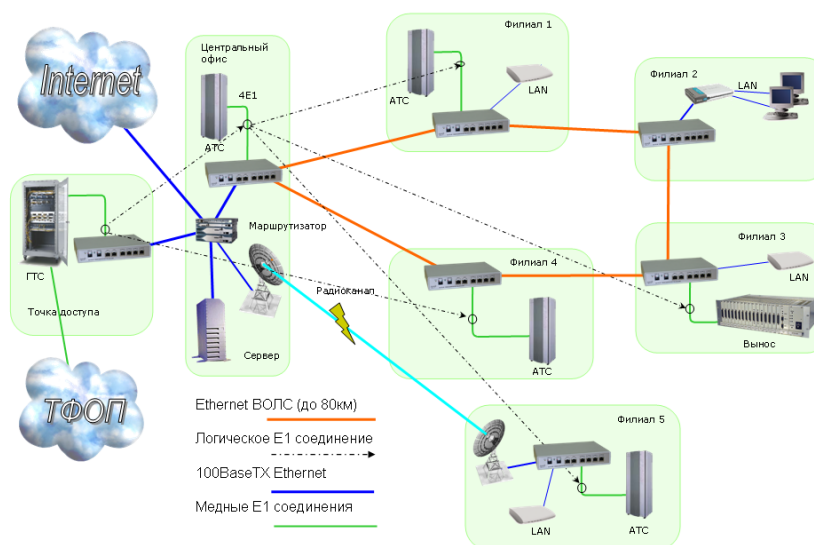 Internet
Центральный
офис
4E1
АТС
Филиал 1
АТС
LAN
Филиал 2
LAN
ГТС
Точка доступа
ТФОП
Маршрутизатор
Радиоканал
Сервер
Филиал 4
АТС
Филиал 3
LAN
Вынос
Ethernet ВОЛС (до 80км)
Логическое E1 соединение
100BaseTX Ethernet
Медные E1 соединения
Филиал 5
LAN
АТС